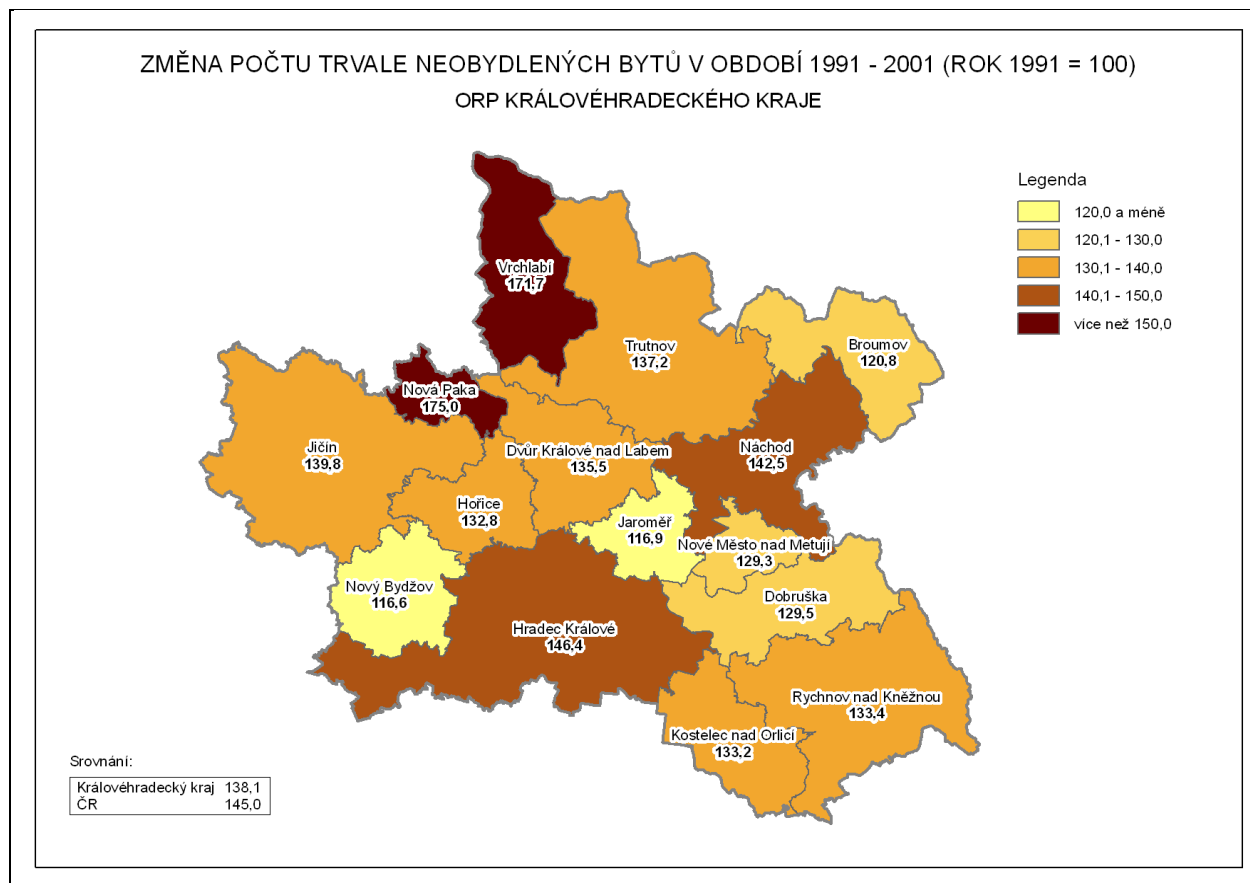 ZMĚNA POČTU TRVALE NEOBYDLENÝCH BYTŮ V OBDOBÍ 1991 - 2001 (ROK 1991 = 100)
ORP KRÁLOVÉHRADECKÉHO KRAJE
Legenda
120,0 a méně
120,1 - 130,0
130,1 - 140,0
140,1 - 150,0
více než 150,0
Vrchlabí
171,7
Trutnov
137,2
Broumov
120,8
Nová Paka
175,0
Jičín
139,8
Dvůr Králové nad Labem
135,5
Náchod
142,5
Hořice
132,8
Jaroměř
116,9
Nové Město nad Metují
129,3
Nový Bydžov
116,6
Dobruška
129,5
Hradec Králové
146,4
Rychnov nad Kněžnou
133,4
Kostelec nad Orlicí
133,2
Srovnání:
Královéhradecký kraj 138,1
ČR 145,0